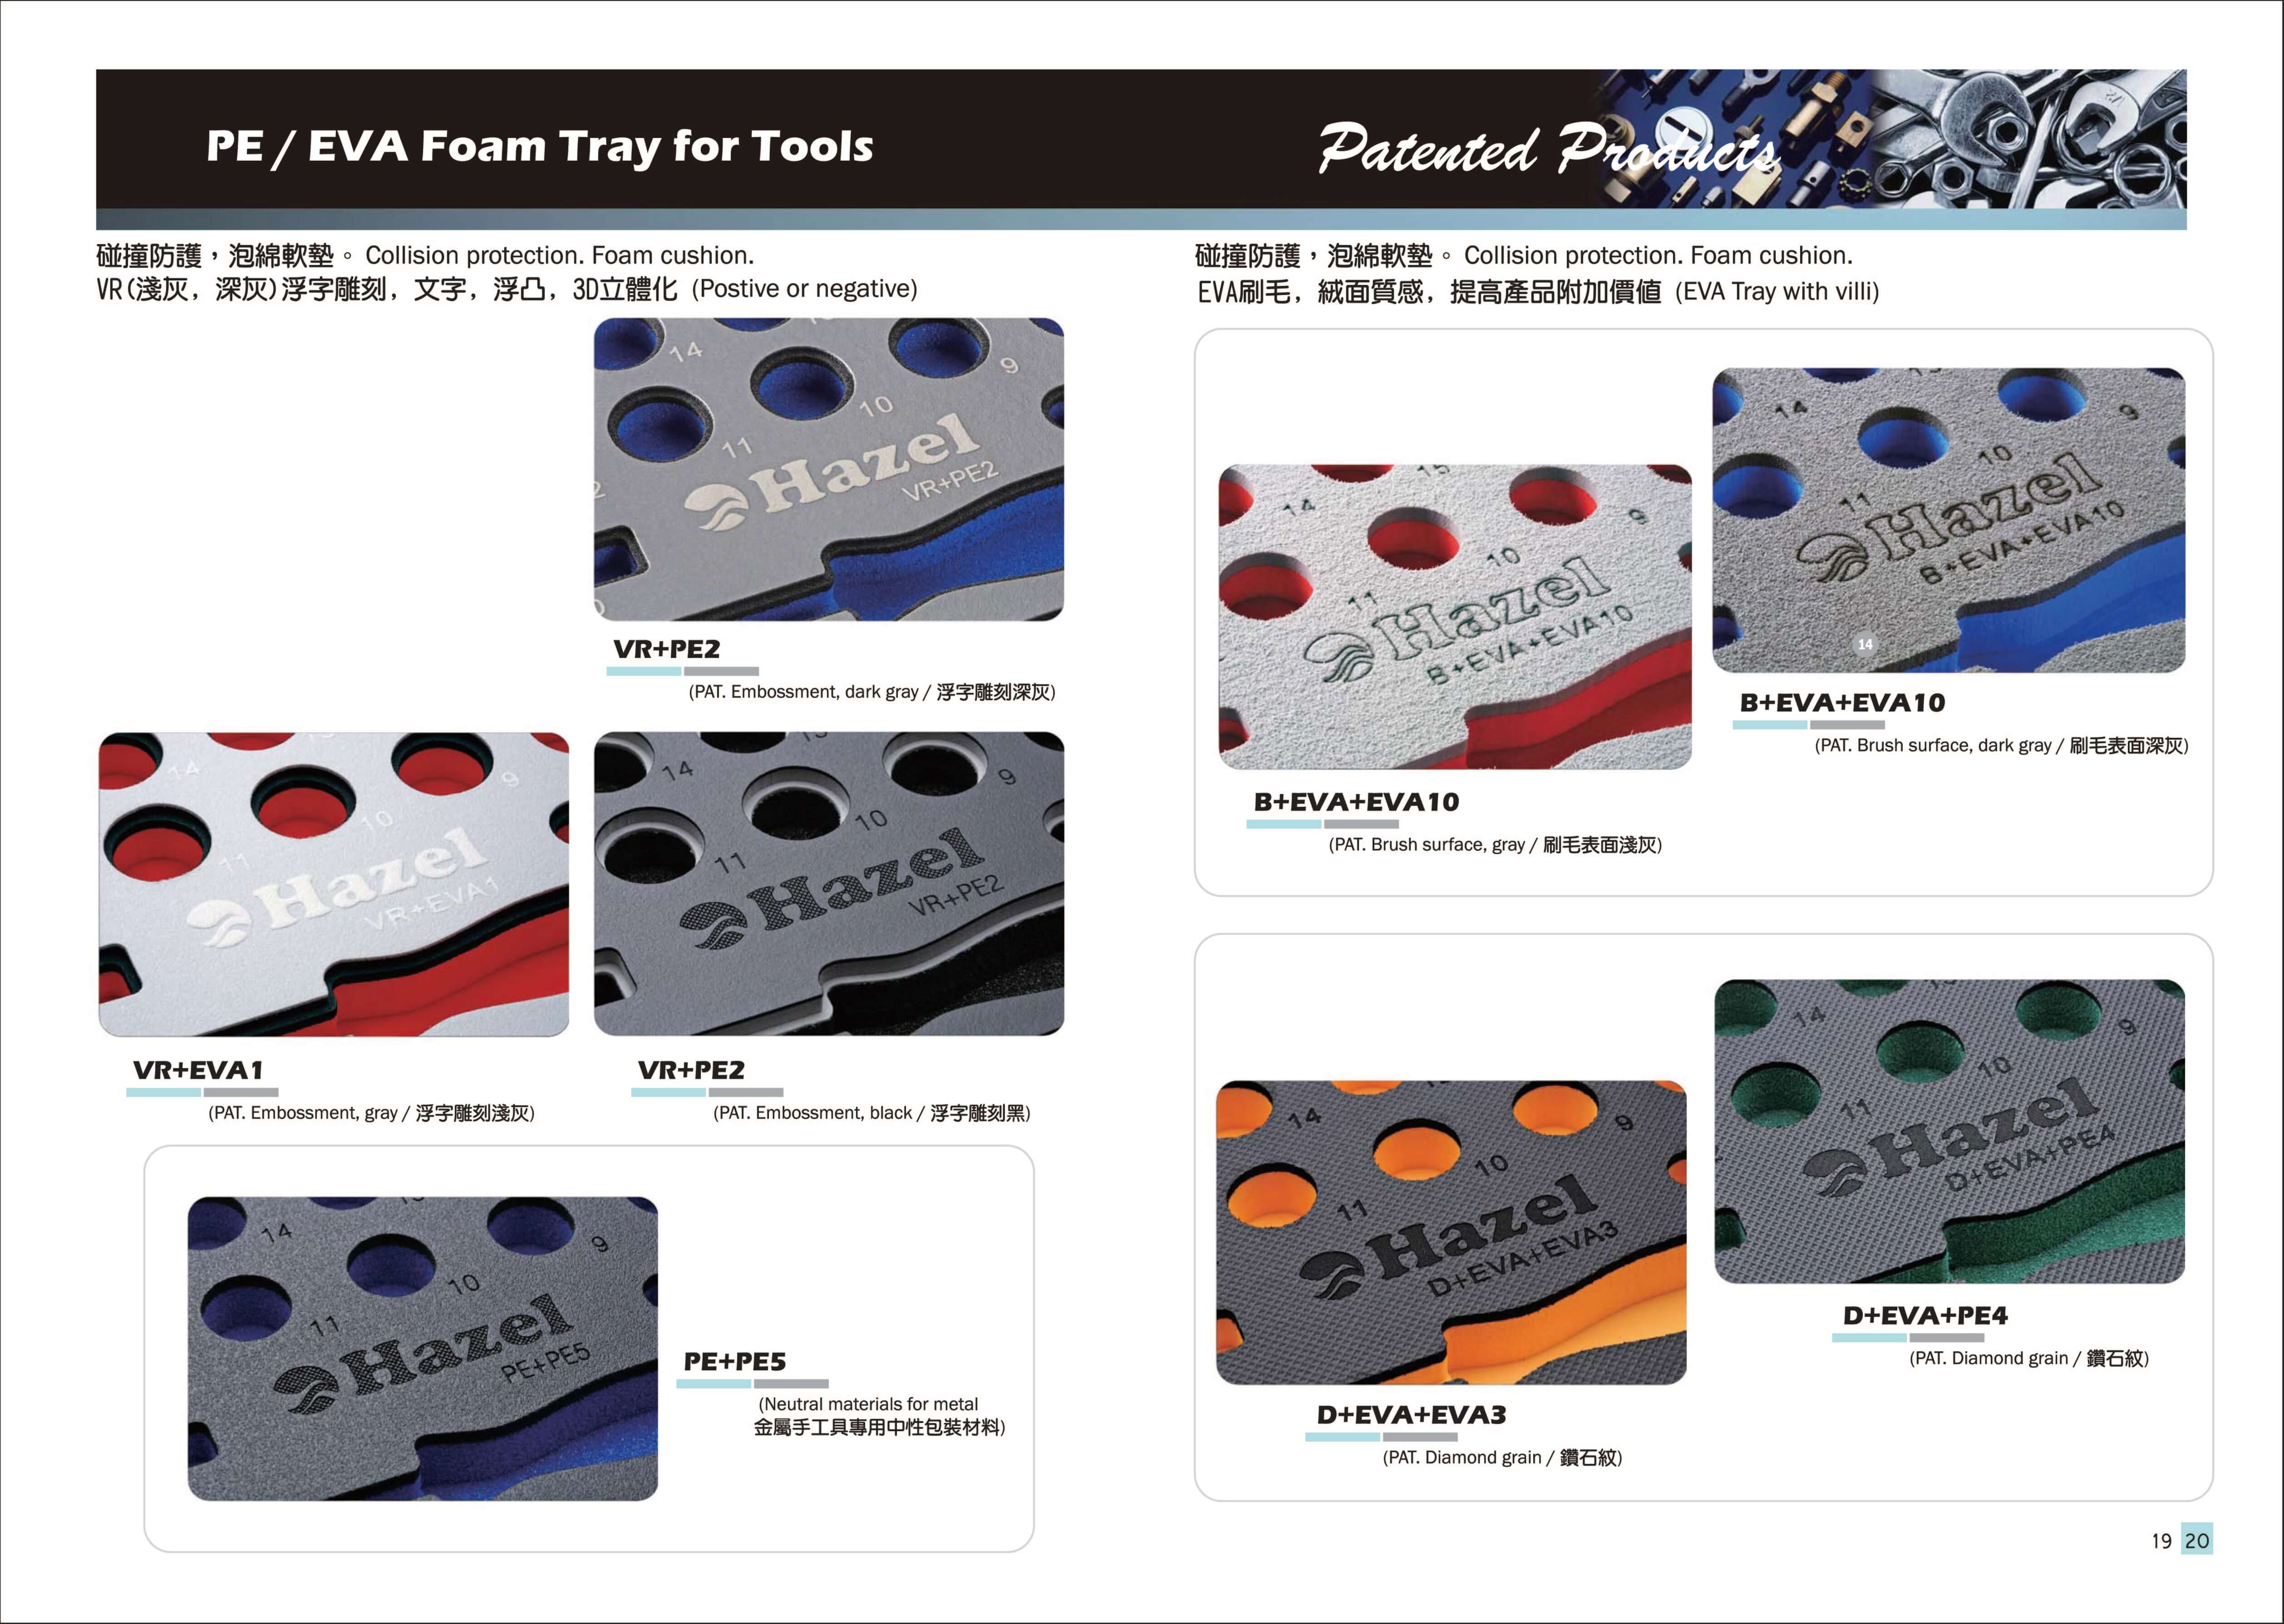 PE / EVA Foam Tray for Tools
Patented Products
碰撞防護，泡綿軟墊。 Collision protection. Foam cushion.
VR(淺灰, 深灰)浮字雕刻, 文字, 浮凸, 3D立體化 (Postive or negative)
14
9
10
11
Hazel
VR+PE2
VR+PE2
(PAT. Embossment, dark gray / 浮字雕刻深灰)
14
9
10
11
Hazel
VR+EVA1
VR+EVA1
(PAT. Embossment, gray / 浮字雕刻淺灰)
14
9
10
11
Hazel
VR+PE2
VR+PE2
(PAT. Embossment, black / 浮字雕刻黑)
14
9
10
11
Hazel
PE+PE5
PE+PE5
(Neutral materials for metal
金屬手工具專用中性包裝材料)
碰撞防護，泡綿軟墊。 Collision protection. Foam cushion.
EVA刷毛, 絨面質感, 提高產品附加價值 (EVA Tray with villi)
15
14
9
10
11
Hazel
B+EVA+EVA10
B+EVA+EVA10
(PAT. Brush surface, gray / 刷毛表面淺灰)
14
9
10
11
Hazel
B+EVA+EVA10
14
B+EVA+EVA10
(PAT. Brush surface, dark gray / 刷毛表面深灰)
14
9
10
11
Hazel
D+EVA+EVA3
D+EVA+EVA3
(PAT. Diamond grain / 鑽石紋)
14
9
10
11
Hazel
D+EVA+PE4
D+EVA+PE4
(PAT. Diamond grain / 鑽石紋)
19 20